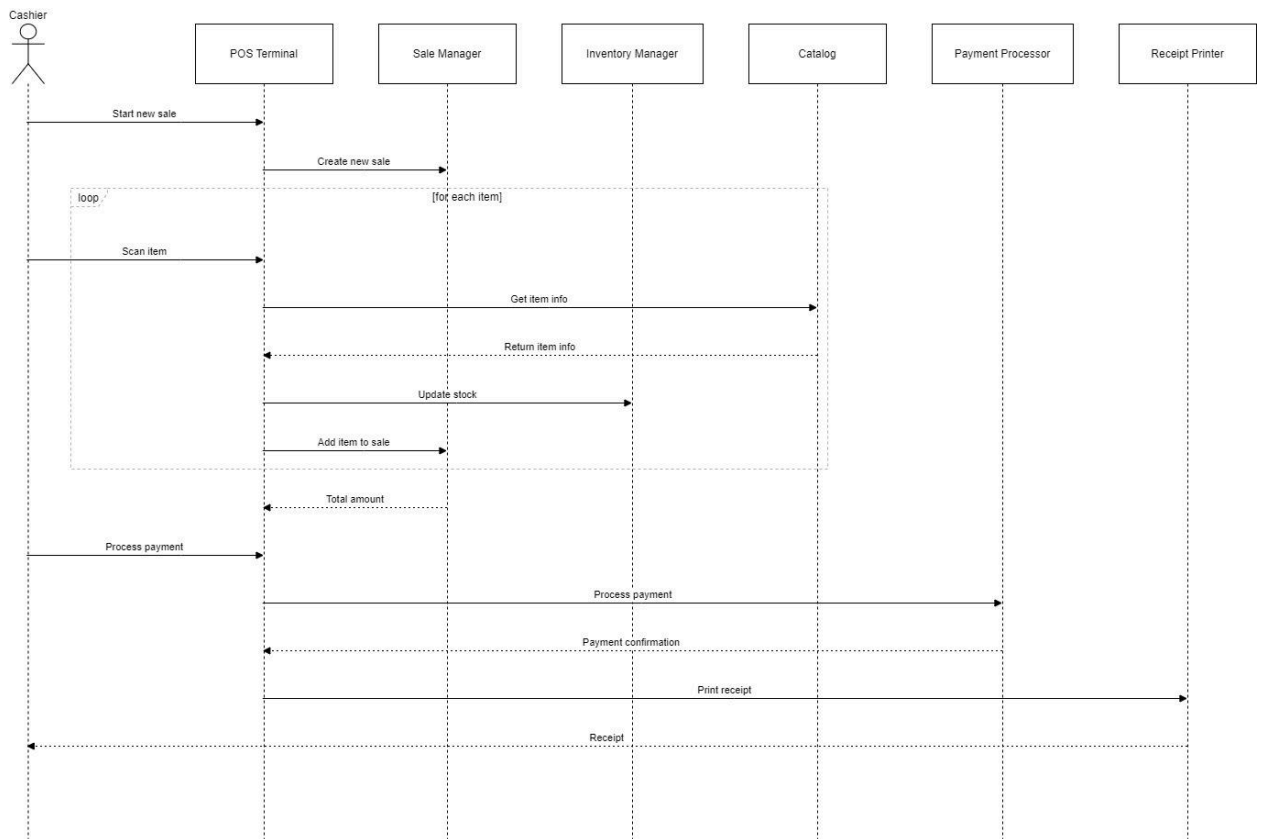 Cashier
POS Terminal
Sale Manager
Inventory Manager
Catalog
Payment Processor
Receipt Printer
Start new sale
Create new sale
loop
[for each item]
Scan item
Get item info
Return item info
Update stock
Add item to sale
Total amount
Process payment
Process payment
Payment confirmation
Print receipt
Receipt